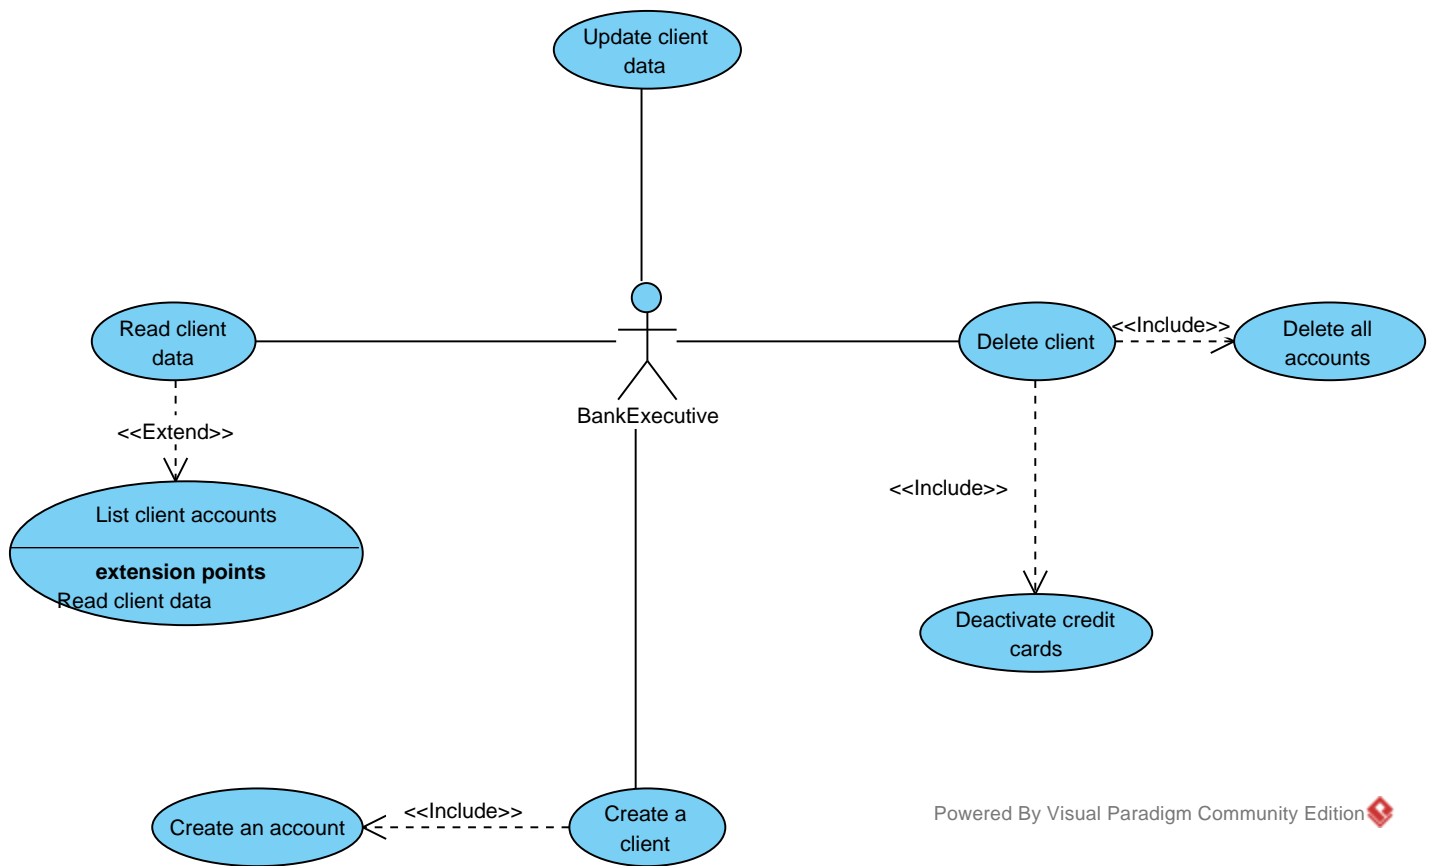 Update client
data
Read client
data
<<Extend>>
List client accounts
extension points
Read client data
BankExecutive
Delete client
<<Include>>
Delete all
accounts
<<Include>>
Deactivate credit
cards
Create an account
<<Include>>
Create a
client
Powered By Visual Paradigm Community Edition